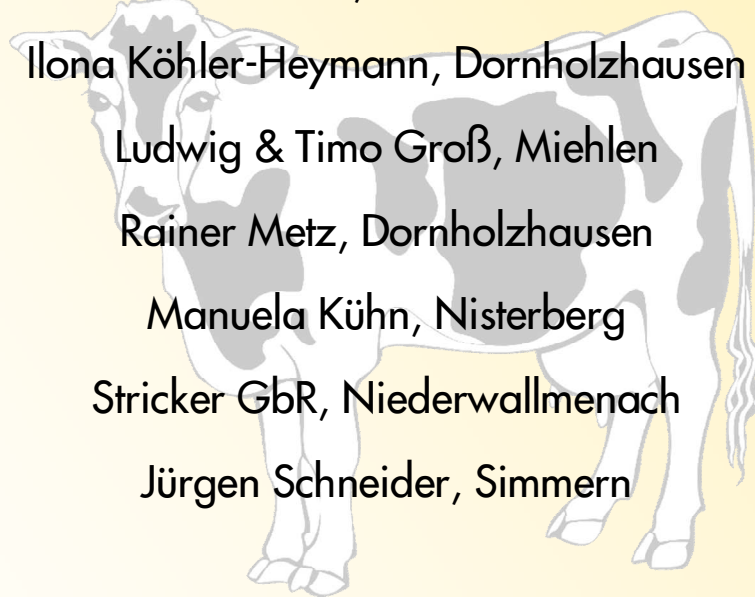 Ilona Köhler-Heymann, Dornholzhausen
Ludwig & Timo Groß, Miehlen
Rainer Metz, Dornholzhausen
Manuela Kühn, Nisterberg
Stricker GbR, Niederwallmenach
Jürgen Schneider, Simmern